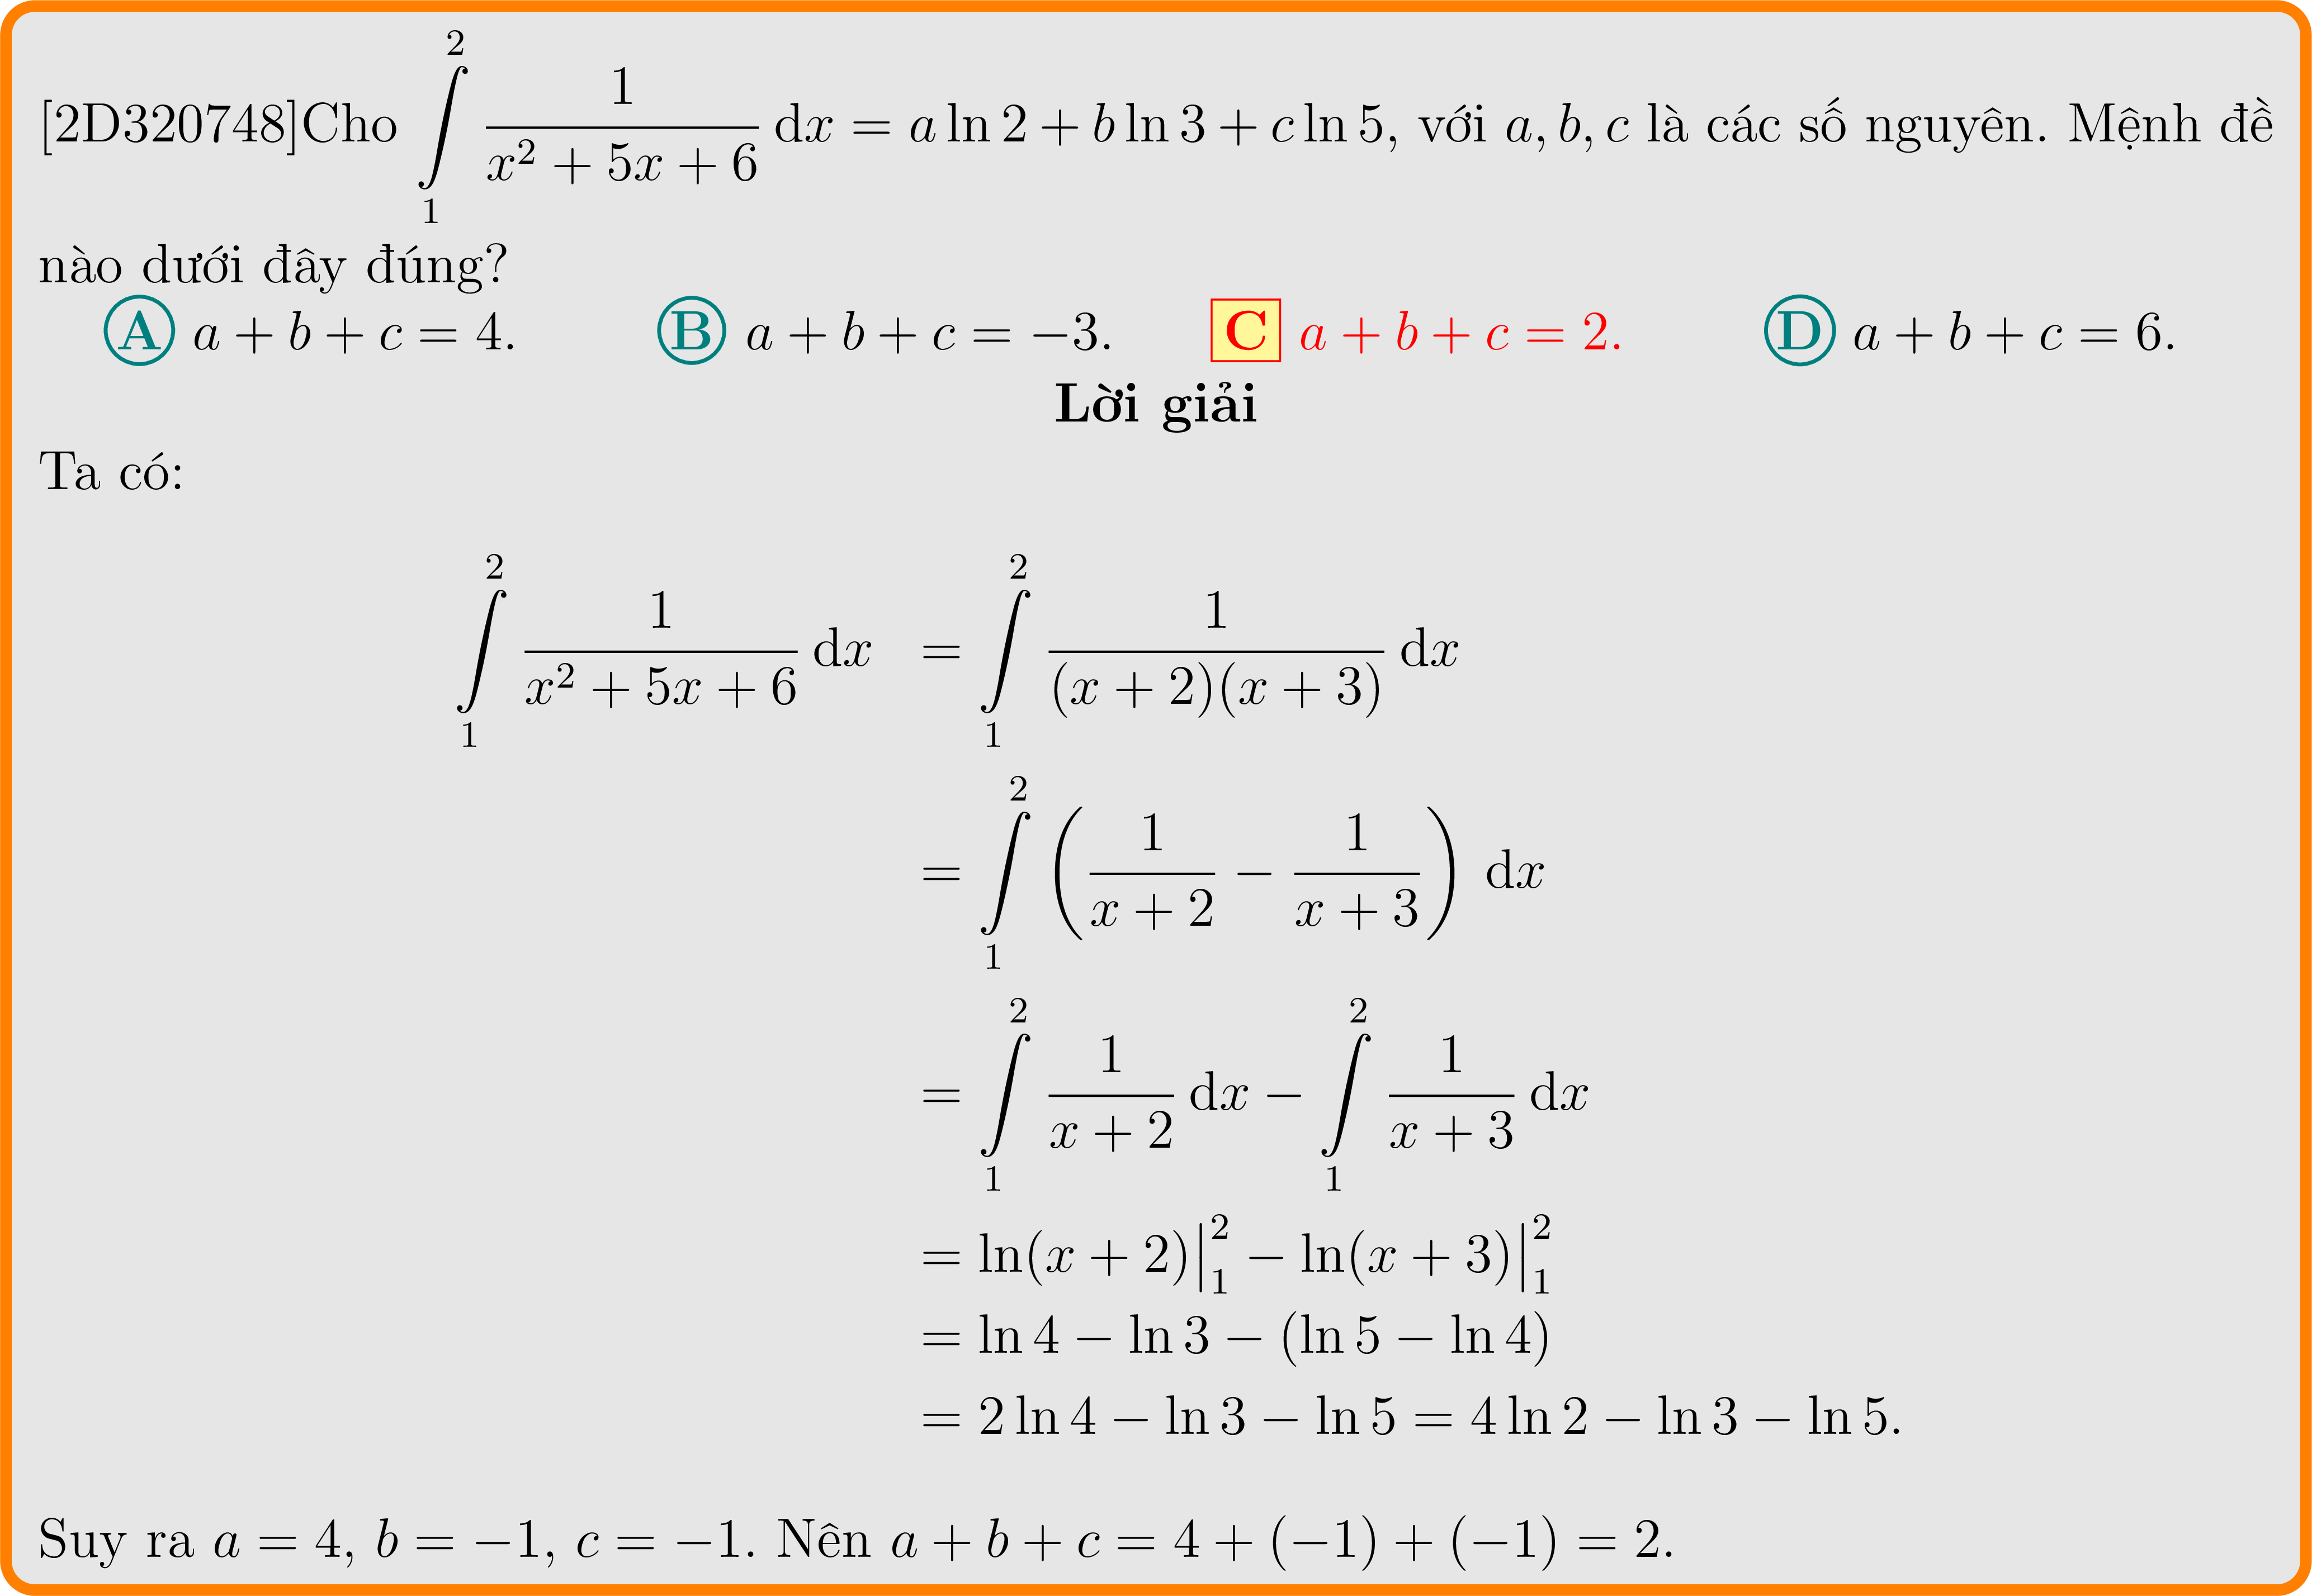 [2D320748]Cho $\int\limits_1^2 \frac{1}{x^2+5x+6}\,\mathrm{d}x = a\ln 2 + b\ln 3 + c\ln 5$, với $a, b, c$ là các số nguyên. Mệnh đề
nào dưới đây đúng?
A $a+b+c=4$. B $a+b+c=-3$. C $a+b+c=2$. D $a+b+c=6$.
Lời giải
Ta có:
$\int\limits_1^2 \frac{1}{x^2+5x+6}\,\mathrm{d}x = \int\limits_1^2 \frac{1}{(x+2)(x+3)}\,\mathrm{d}x$
$= \int\limits_1^2 \left(\frac{1}{x+2} - \frac{1}{x+3}\right)\,\mathrm{d}x$
$= \int\limits_1^2 \frac{1}{x+2}\,\mathrm{d}x - \int\limits_1^2 \frac{1}{x+3}\,\mathrm{d}x$
$= \ln(x+2)\Big|_1^2 - \ln(x+3)\Big|_1^2$
$= \ln 4 - \ln 3 - (\ln 5 - \ln 4)$
$= 2\ln 4 - \ln 3 - \ln 5 = 4\ln 2 - \ln 3 - \ln 5.$
Suy ra $a=4$, $b=-1$, $c=-1$. Nên $a+b+c=4+(-1)+(-1)=2$.